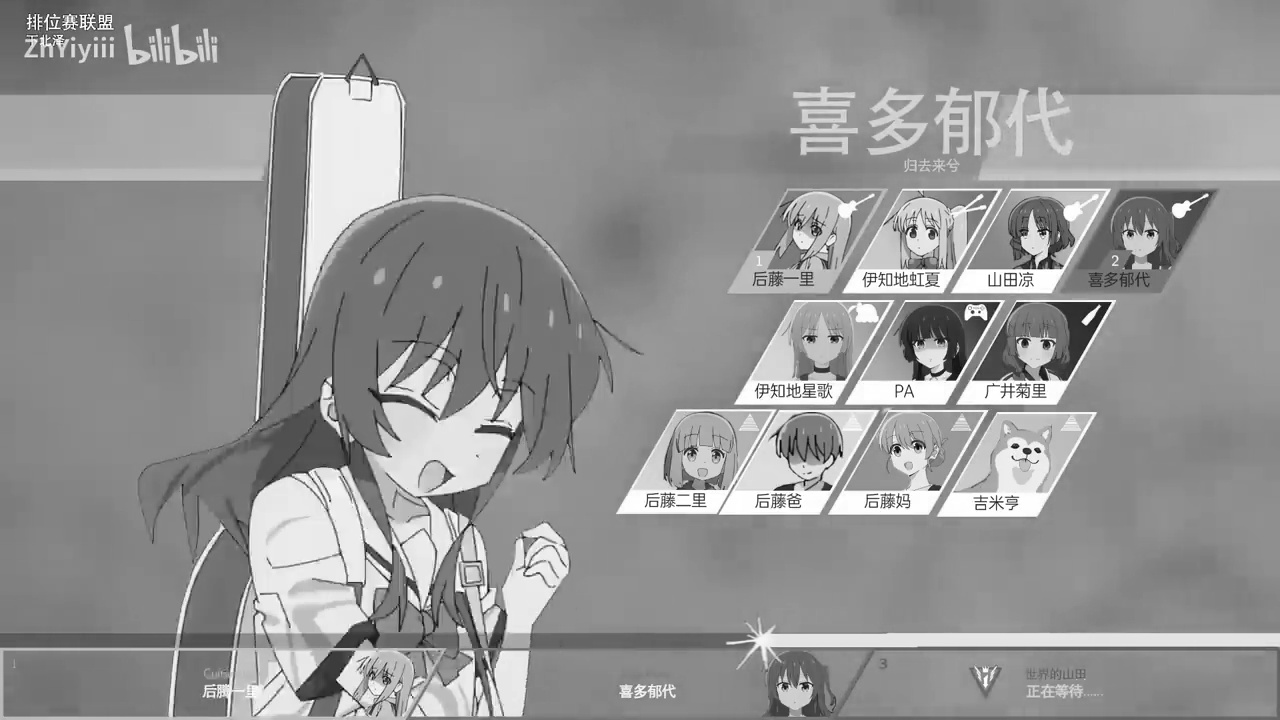 排位赛联盟
ZhYiyiii bilibili
喜多郁代
归去来兮
1
后藤一里
伊知地虹夏
山田凉
2
喜多郁代
伊知地星歌
PA
广井菊里
后藤二里
后藤爸
后藤妈
吉米亨
1
后藤一里
喜多郁代
3
世界的山田
正在等待......